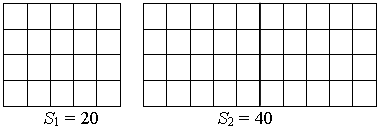 S₁ = 20
S₂ = 40